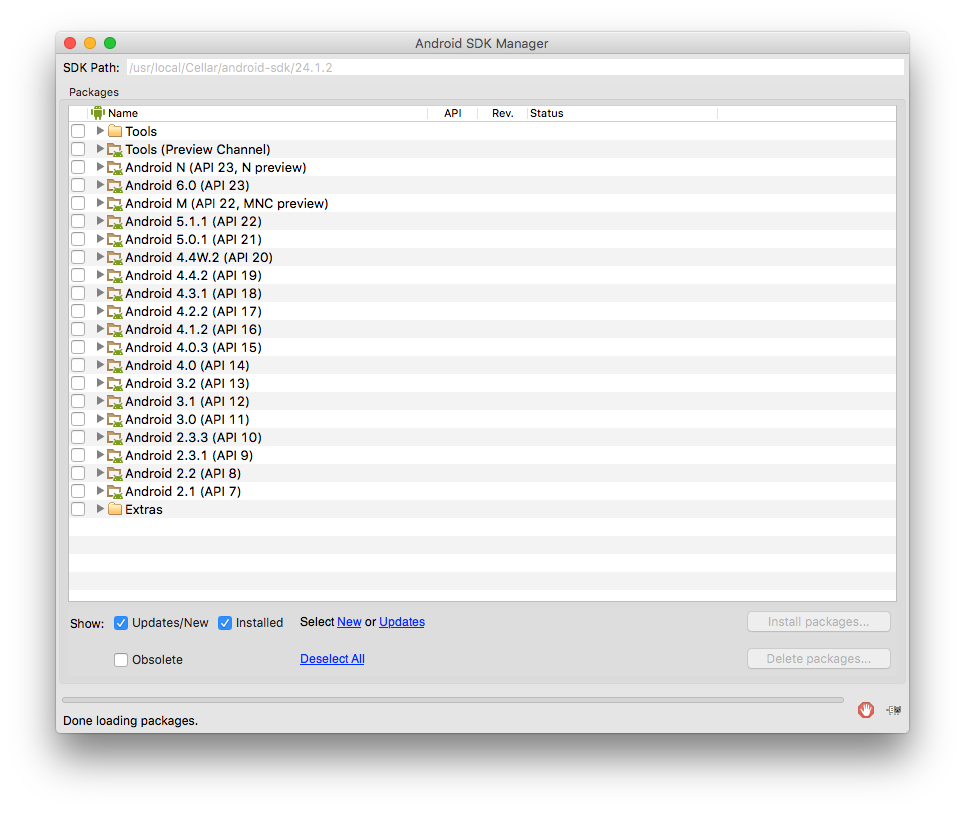 Android SDK Manager
SDK Path: /usr/local/Cellar/android-sdk/24.1.2
Packages
Name API Rev. Status
Tools
Tools (Preview Channel)
Android N (API 23, N preview)
Android 6.0 (API 23)
Android M (API 22, MNC preview)
Android 5.1.1 (API 22)
Android 5.0.1 (API 21)
Android 4.4W.2 (API 20)
Android 4.4.2 (API 19)
Android 4.3.1 (API 18)
Android 4.2.2 (API 17)
Android 4.1.2 (API 16)
Android 4.0.3 (API 15)
Android 4.0 (API 14)
Android 3.2 (API 13)
Android 3.1 (API 12)
Android 3.0 (API 11)
Android 2.3.3 (API 10)
Android 2.3.1 (API 9)
Android 2.2 (API 8)
Android 2.1 (API 7)
Extras
Show: Updates/New Installed Select New or Updates Install packages...
Obsolete Deselect All Delete packages...
Done loading packages.